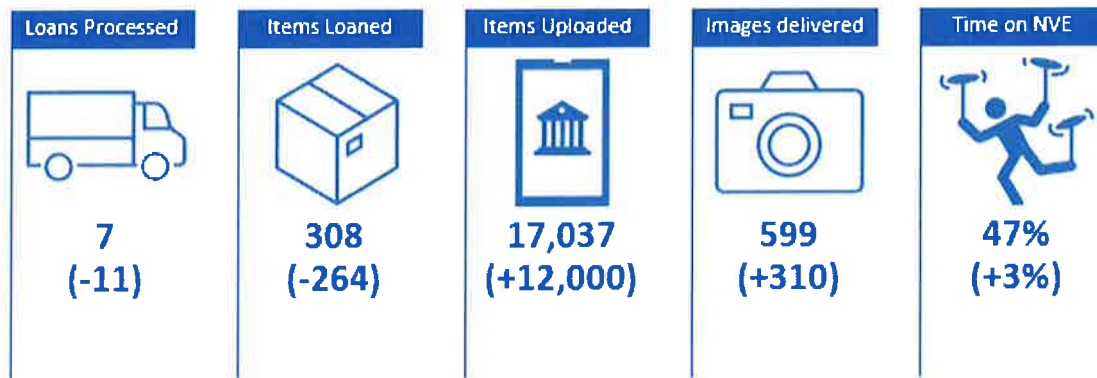 Loans Processed
7
(-11)
Items Loaned
308
(-264)
Items Uploaded
17,037
(+12,000)
Images delivered
599
(+310)
Time on NVE
47%
(+3%)